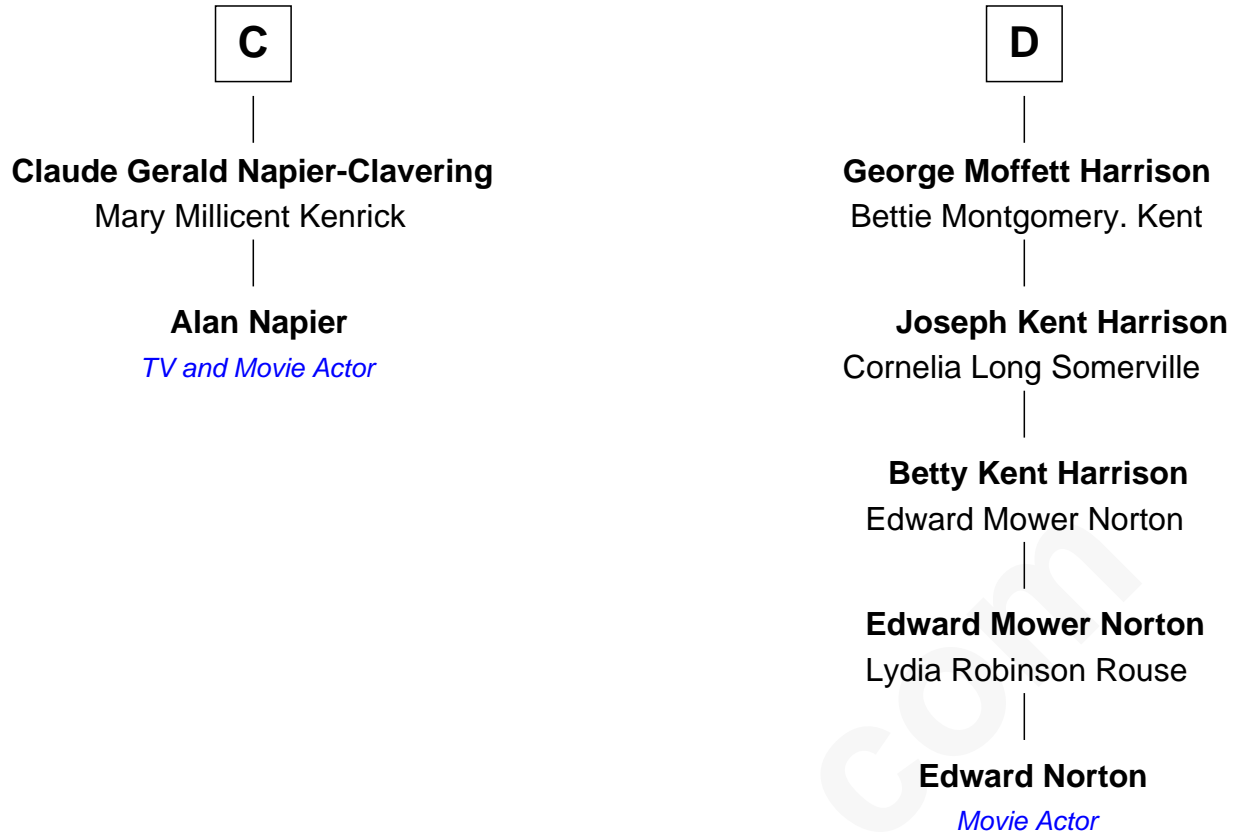 C
Claude Gerald Napier-Clavering
Mary Millicent Kenrick
Alan Napier
TV and Movie Actor
D
George Moffett Harrison
Bettie Montgomery. Kent
Joseph Kent Harrison
Cornelia Long Somerville
Betty Kent Harrison
Edward Mower Norton
Edward Mower Norton
Lydia Robinson Rouse
Edward Norton
Movie Actor
com